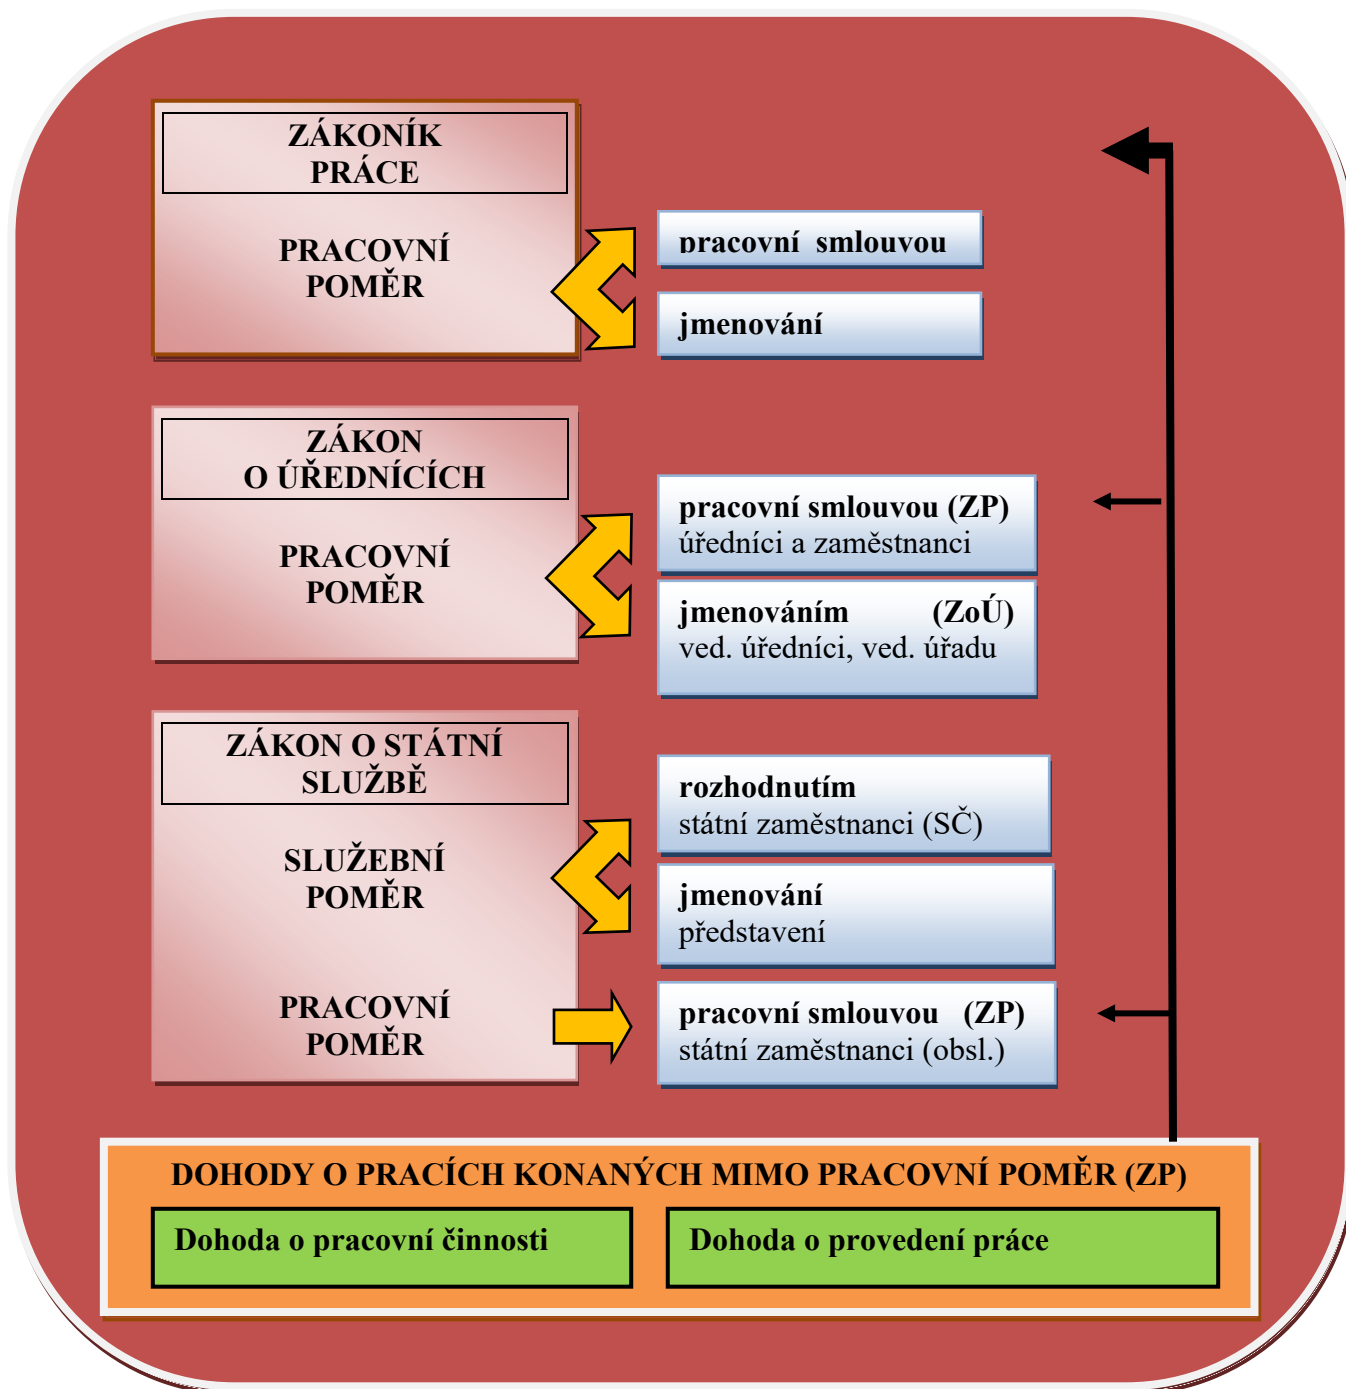 ZÁKONÍK
PRÁCE
PRACOVNÍ
POMĚR
pracovní smlouvou
jmenování
ZÁKON
O ÚŘEDNÍCÍCH
PRACOVNÍ
POMĚR
pracovní smlouvou (ZP)
úředníci a zaměstnanci
jmenováním (ZoÚ)
ved. úředníci, ved. úřadu
ZÁKON O STÁTNÍ
SLUŽBĚ
SLUŽEBNÍ
POMĚR
rozhodnutím
státní zaměstnanci (SČ)
jmenování
představení
PRACOVNÍ
POMĚR
pracovní smlouvou (ZP)
státní zaměstnanci (obsl.)
DOHODY O PRACÍCH KONANÝCH MIMO PRACOVNÍ POMĚR (ZP)
Dohoda o pracovní činnosti
Dohoda o provedení práce